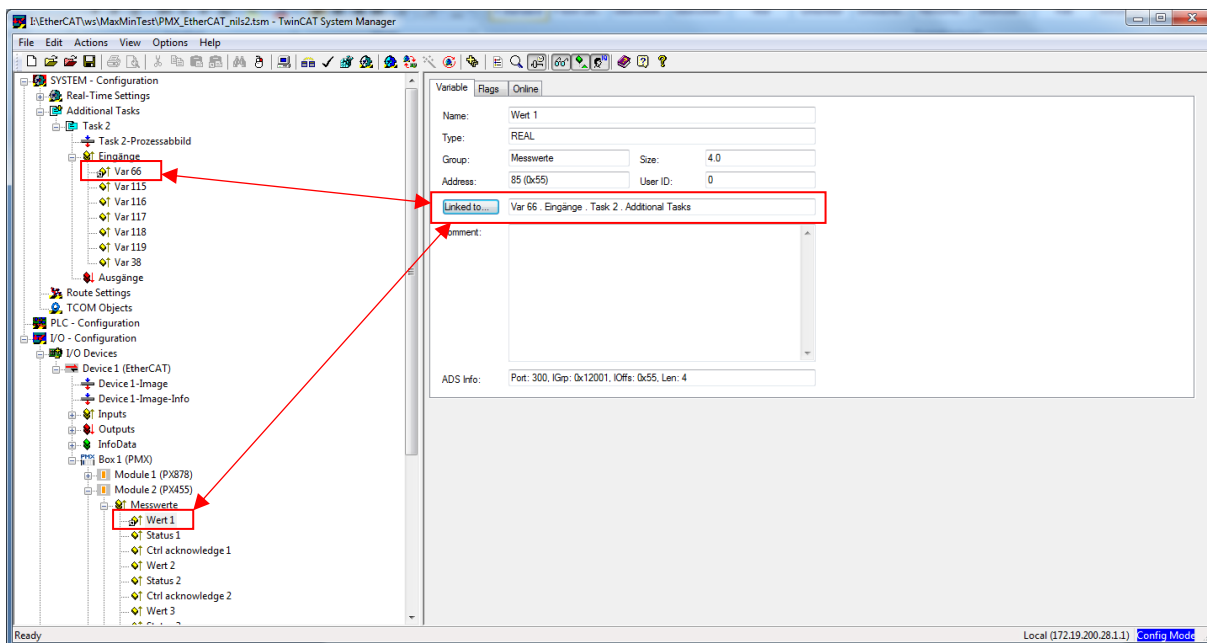 I:\EtherCAT\ws\MaxMinTest\PMX_EtherCAT_nils2.tsm - TwinCAT System Manager
File Edit Actions View Options Help
SYSTEM - Configuration
Real-Time Settings
Additional Tasks
Task 2
Task 2-Prozessabbild
Eingänge
Var 66
Var 115
Var 116
Var 117
Var 118
Var 119
Var 38
Ausgänge
Route Settings
TCOM Objects
PLC - Configuration
I/O - Configuration
I/O Devices
Device 1 (EtherCAT)
Device 1-Image
Device 1-Image-Info
Inputs
Outputs
InfoData
Box 1 (PMX)
Module 1 (PX878)
Module 2 (PX455)
Messwerte
Wert 1
Status 1
Ctrl acknowledge 1
Wert 2
Status 2
Ctrl acknowledge 2
Wert 3
Variable Flags Online
Name: Wert 1
Type: REAL
Group: Messwerte Size: 4.0
Address: 85 (0x55) User ID: 0
Linked to... Var 66 . Eingänge . Task 2 . Additional Tasks
Comment:
ADS Info: Port: 300, IGrp: 0x12001, IOffs: 0x55, Len: 4
Ready Local (172.19.200.28.1.1) Config Mode